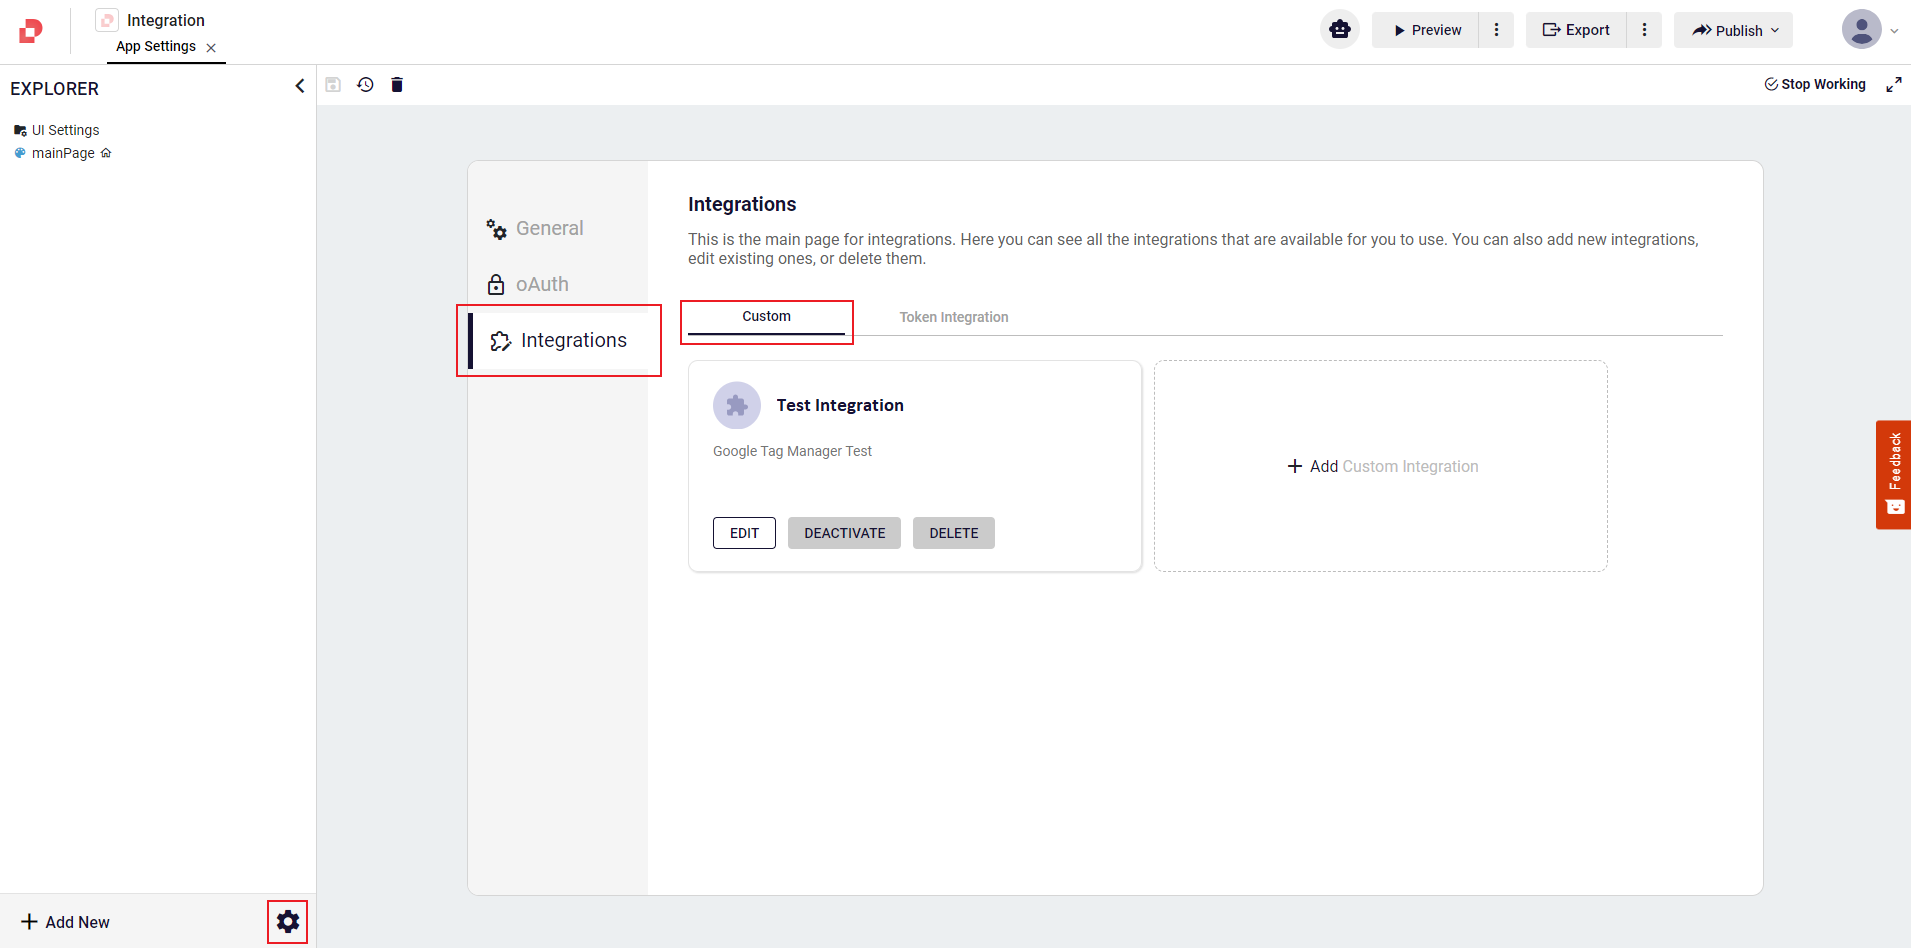 Integration
App Settings
Preview
Export
Publish
EXPLORER
Stop Working
UI Settings
mainPage
General
oAuth
Integrations
Integrations
This is the main page for integrations. Here you can see all the integrations that are available for you to use. You can also add new integrations,
edit existing ones, or delete them.
Custom
Token Integration
Test Integration
Google Tag Manager Test
EDIT
DEACTIVATE
DELETE
+ Add Custom Integration
Feedback
+ Add New